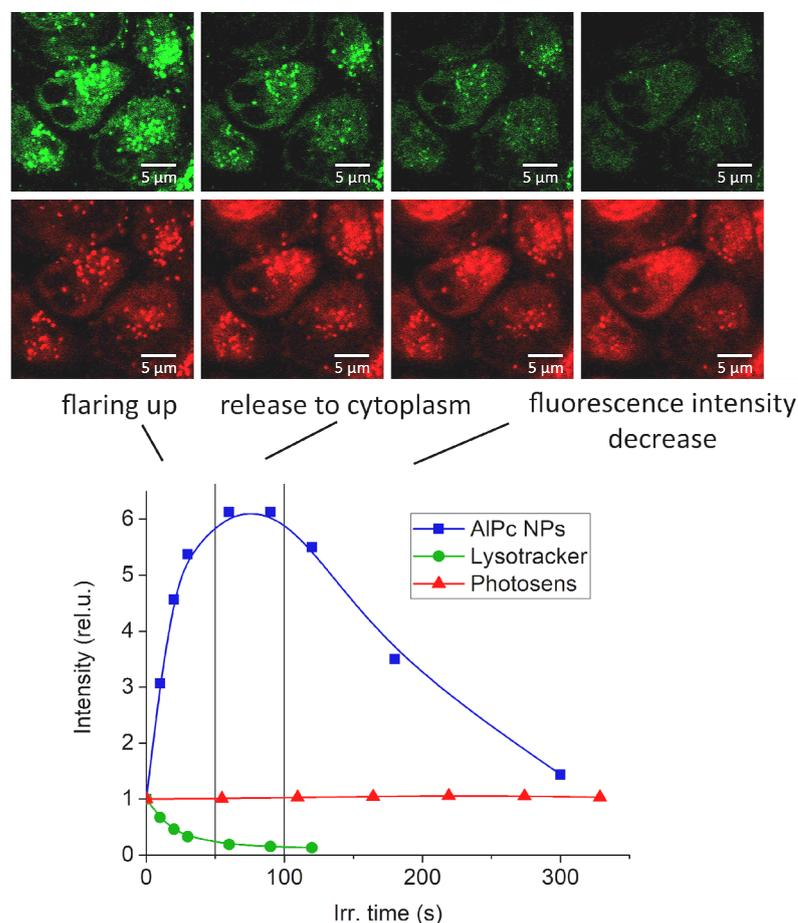 5 µm 5 µm 5 µm 5 µm
5 µm 5 µm 5 µm 5 µm
flaring up release to cytoplasm fluorescence intensity
decrease
AlPc NPs
Lysotracker
Photosens
Intensity (rel.u.)
6
5
4
3
2
1
0
0 100 200 300
Irr. time (s)